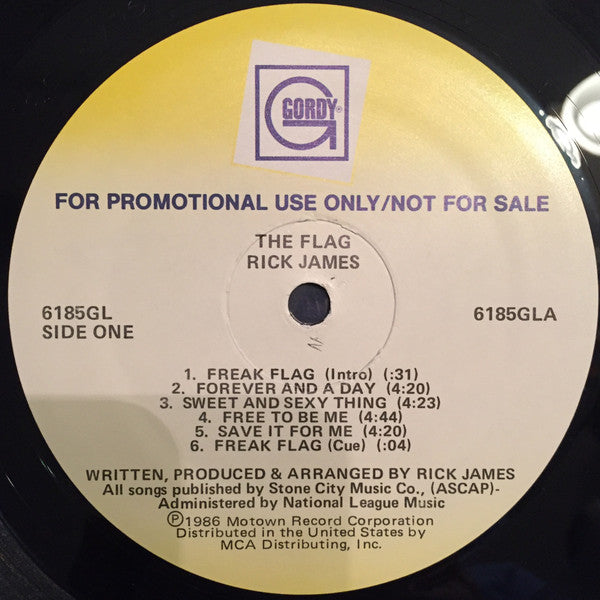 GORDY®
FOR PROMOTIONAL USE ONLY/NOT FOR SALE
THE FLAG
RICK JAMES
6185GL
SIDE ONE
6185GLA
1. FREAK FLAG (Intro) (:31)
2. FOREVER AND A DAY (4:20)
3. SWEET AND SEXY THING (4:23)
4. FREE TO BE ME (4:44)
5. SAVE IT FOR ME (4:20)
6. FREAK FLAG (Cue) (:04)
WRITTEN, PRODUCED & ARRANGED BY RICK JAMES
All songs published by Stone City Music Co., (ASCAP)-
Administered by National League Music
℗1986 Motown Record Corporation
Distributed in the United States by
MCA Distributing, Inc.